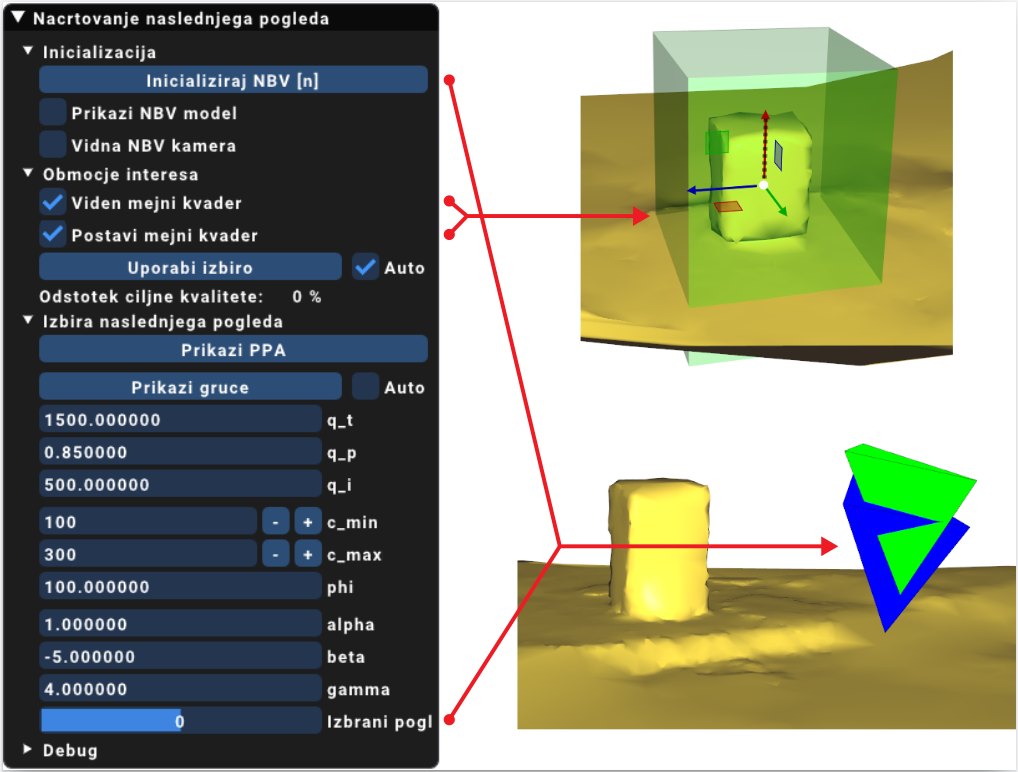 Nacrtovanje naslednjega pogleda
Inicializacija
Inicializiraj NBV [n]
Prikazi NBV model
Vidna NBV kamera
Obmocje interesa
Viden mejni kvader
Postavi mejni kvader
Uporabi izbiro Auto
Odstotek ciljne kvalitete: 0 %
Izbira naslednjega pogleda
Prikazi PPA
Prikazi gruce Auto
1500.000000 q_t
0.850000 q_p
500.000000 q_i
100 - + c_min
300 - + c_max
100.000000 phi
1.000000 alpha
-5.000000 beta
4.000000 gamma
0 Izbrani pogl
Debug